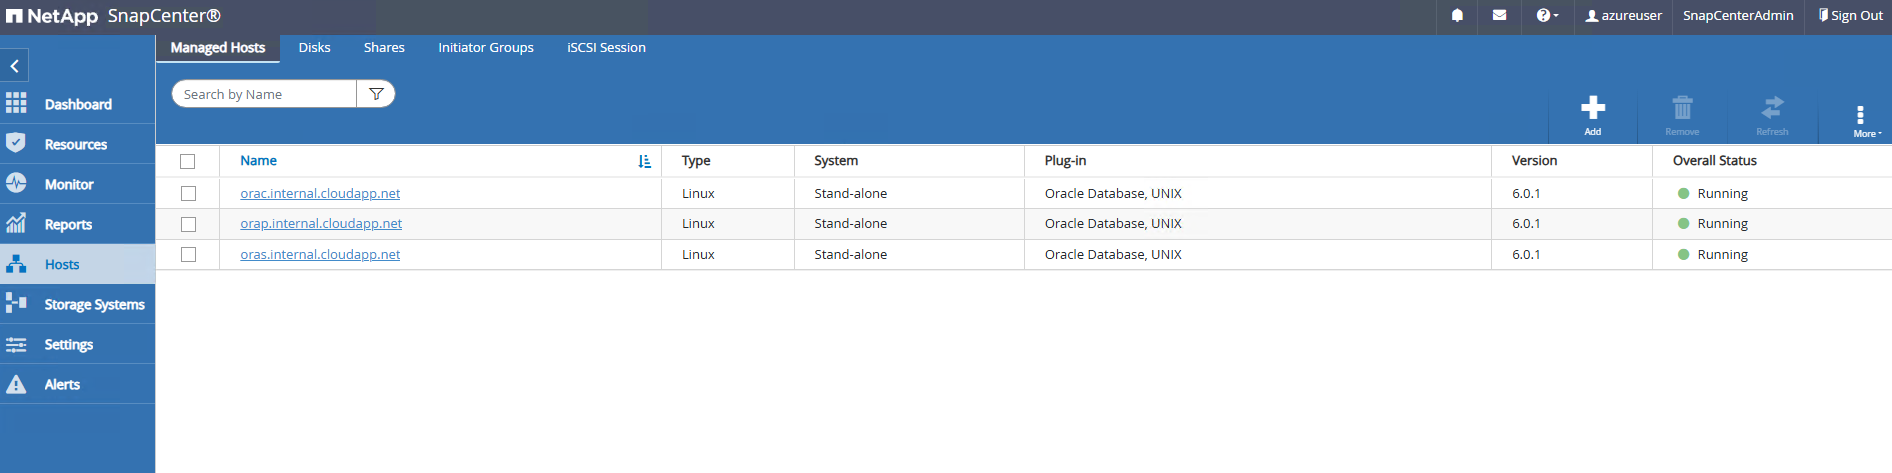 NetApp SnapCenter® azureuser SnapCenterAdmin Sign Out
Managed Hosts Disks Shares Initiator Groups iSCSI Session
Search by Name
Add Remove Refresh More
Dashboard
Resources
Monitor
Reports
Hosts
Storage Systems
Settings
Alerts
Name Type System Plug-in Version Overall Status
orac.internal.cloudapp.net Linux Stand-alone Oracle Database, UNIX 6.0.1 Running
orap.internal.cloudapp.net Linux Stand-alone Oracle Database, UNIX 6.0.1 Running
oras.internal.cloudapp.net Linux Stand-alone Oracle Database, UNIX 6.0.1 Running